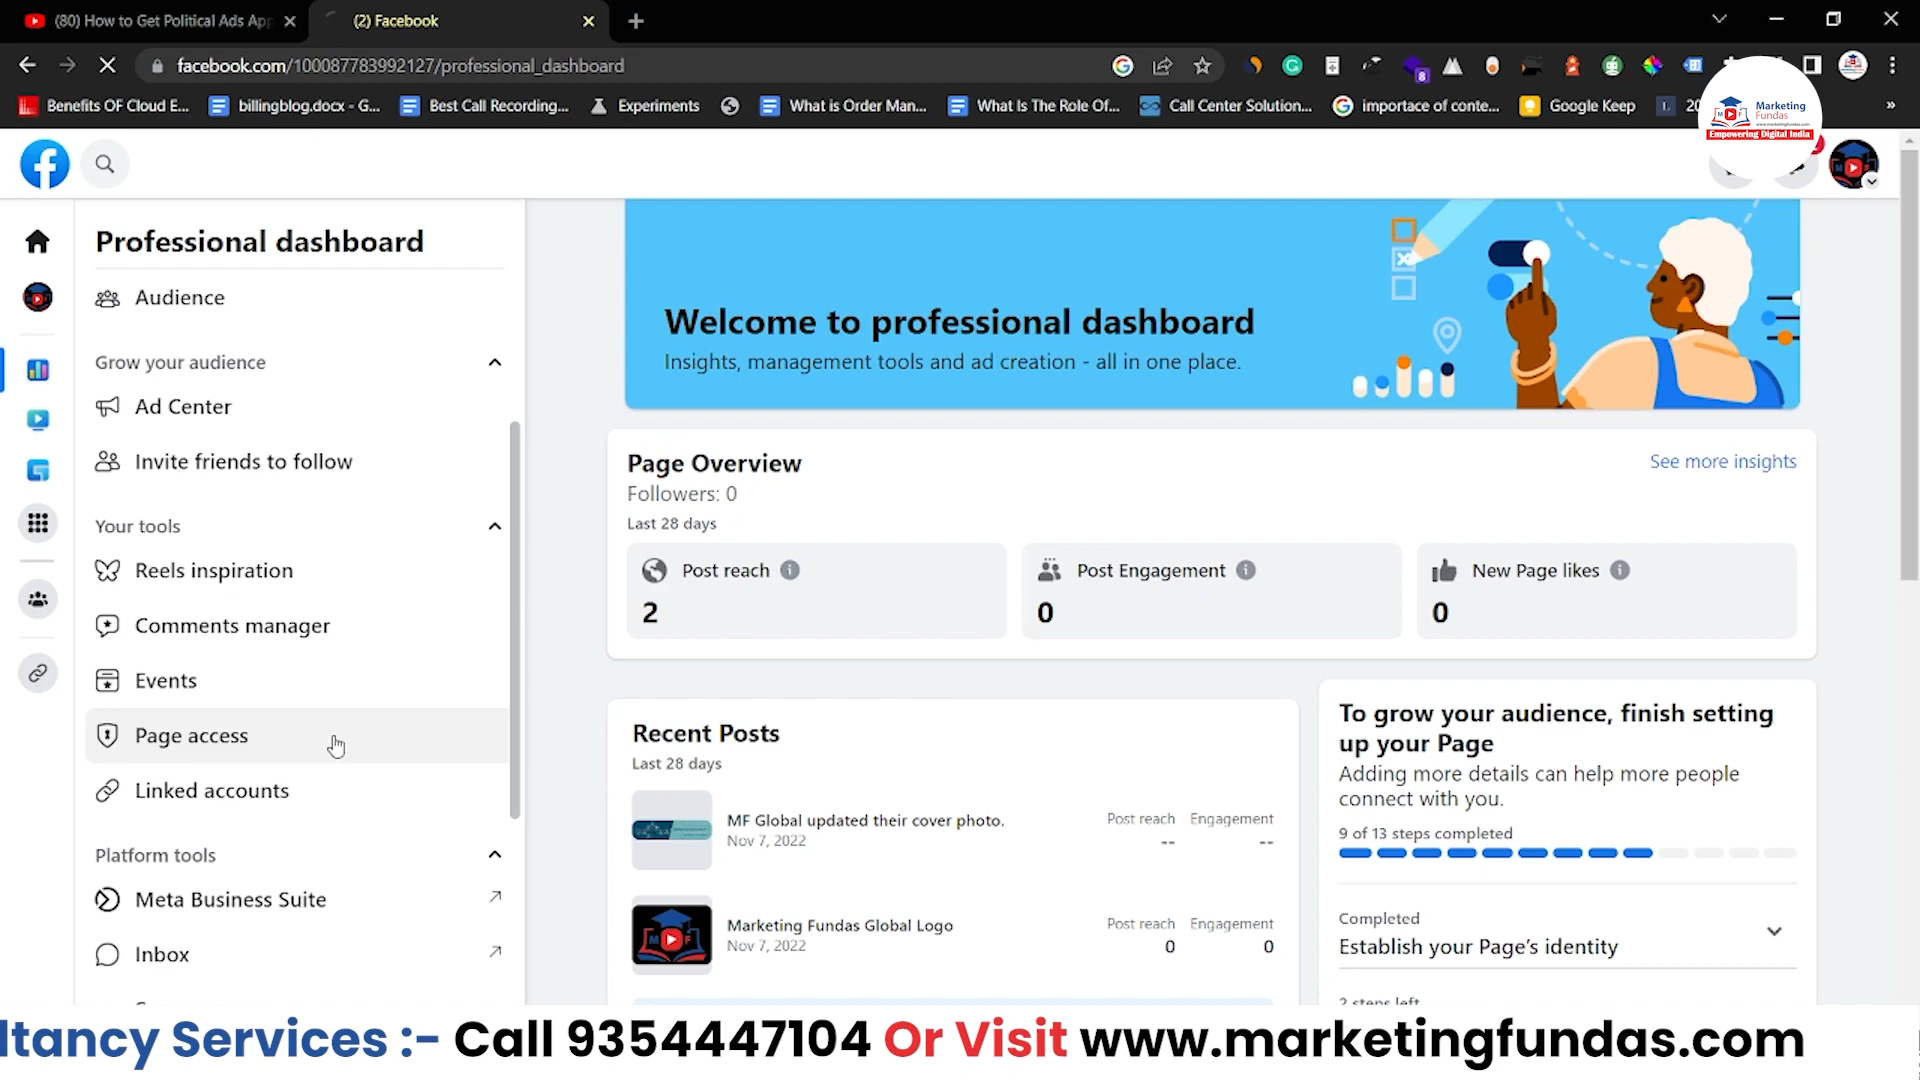 (80) How to Get Political Ads App
(2) Facebook
facebook.com/100087783992127/professional_dashboard
8
Benefits OF Cloud E...
billingblog.docx - G...
Best Call Recording...
Experiments
What is Order Man...
What Is The Role Of...
Call Center Solution...
importace of conte...
Google Keep
20
»
Marketing
Fundas
www.marketingfundas.com
Empowering Digital India
Professional dashboard
Audience
Grow your audience
Ad Center
Invite friends to follow
Your tools
Reels inspiration
Comments manager
Events
Page access
Linked accounts
Platform tools
Meta Business Suite
Inbox
Welcome to professional dashboard
Insights, management tools and ad creation - all in one place.
Page Overview
See more insights
Followers: 0
Last 28 days
Post reach
2
Post Engagement
0
New Page likes
0
Recent Posts
Last 28 days
MF Global updated their cover photo.
Nov 7, 2022
Post reach
--
Engagement
--
M F
Marketing Fundas Global Logo
Nov 7, 2022
Post reach
0
Engagement
0
To grow your audience, finish setting
up your Page
Adding more details can help more people
connect with you.
9 of 13 steps completed
Completed
Establish your Page's identity
2 steps left
ltancy Services :- Call 9354447104 Or Visit www.marketingfundas.com